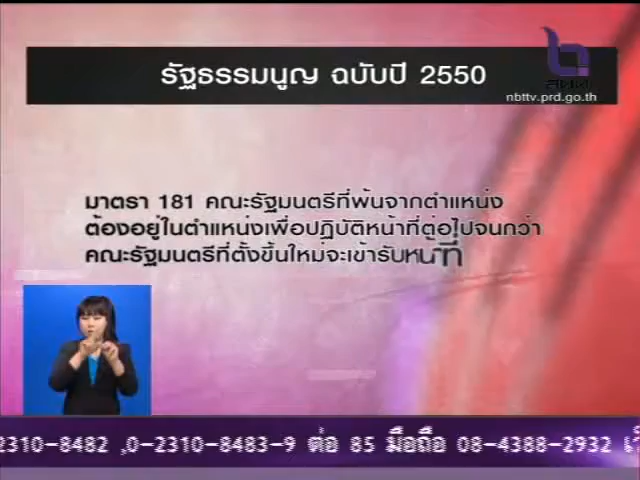 รัฐธรรมนูญ ฉบับปี 2550
สทท
nbttv.prd.go.th
มาตรา 181 คณะรัฐมนตรีที่พ้นจากตำแหน่ง
ต้องอยู่ในตำแหน่งเพื่อปฏิบัติหน้าที่ต่อไปจนกว่า
คณะรัฐมนตรีที่ตั้งขึ้นใหม่จะเข้ารับหน้าที่
2310-8482 ,0-2310-8483-9 ต่อ 85 มือถือ 08-4388-2932